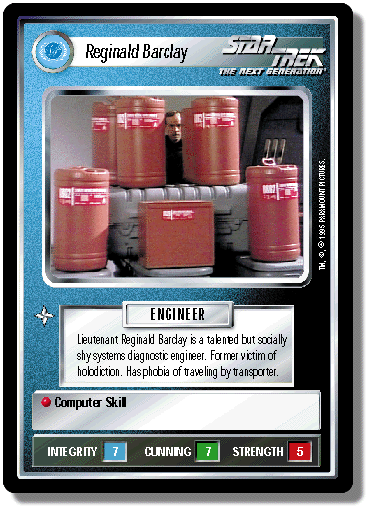 Reginald Barclay
STAR TREK
THE NEXT GENERATION
TM, ©, © 1995 PARAMOUNT PICTURES.
ENGINEER
Lieutenant Reginald Barclay is a talented but socially
shy systems diagnostic engineer. Former victim of
holodiction. Has phobia of traveling by transporter.
Computer Skill
INTEGRITY 7 CUNNING 7 STRENGTH 5